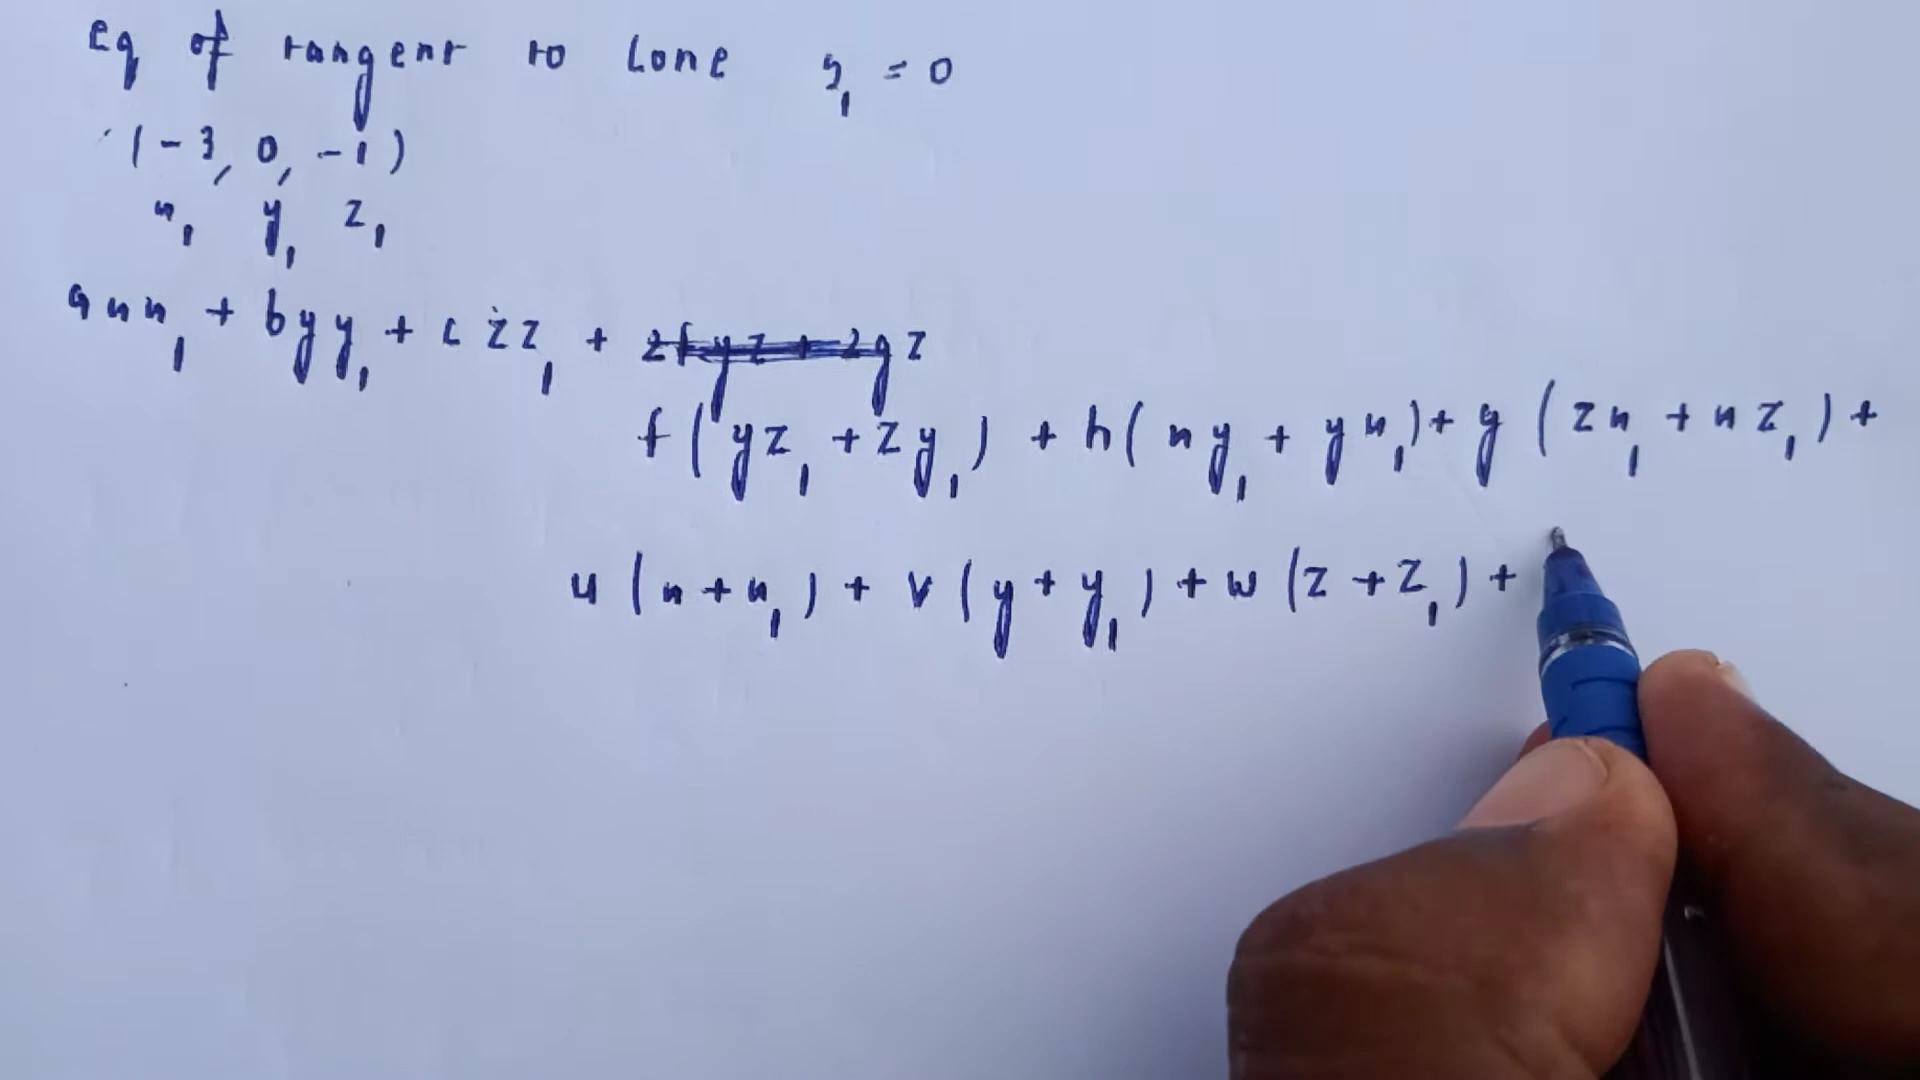 Eq of tangent to cone s₁ = 0
(-3, 0, -1)
x₁ y₁ z₁
axx₁ + byy₁ + czz₁ + 2fyz + 2gz
f(yz₁ + zy₁) + h(xy₁ + yx₁) + g(zx₁ + xz₁) +
u(x + x₁) + v(y + y₁) + w(z + z₁) +